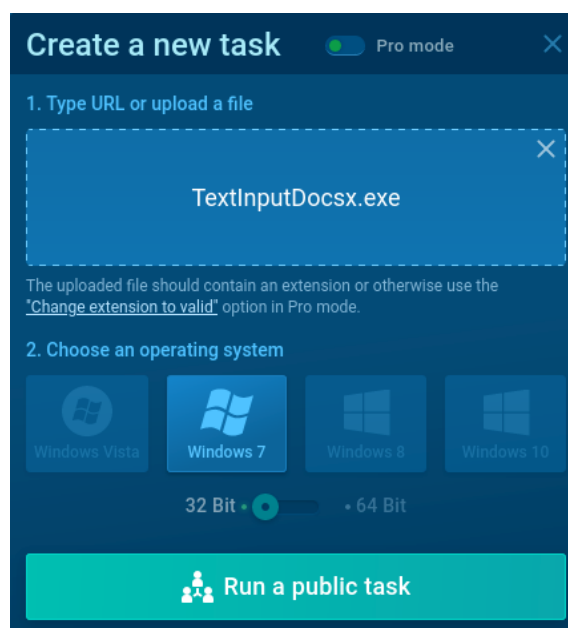 Create a new task
Pro mode
1. Type URL or upload a file
TextInputDocsx.exe
The uploaded file should contain an extension or otherwise use the
"Change extension to valid" option in Pro mode.
2. Choose an operating system
Windows Vista
Windows 7
Windows 8
Windows 10
32 Bit • • 64 Bit
Run a public task